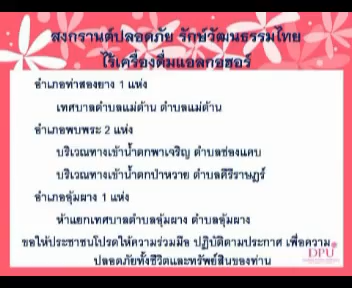 สงกรานต์ปลอดภัย รักษ์วัฒนธรรมไทย
ไร้เครื่องดื่มแอลกอฮอร์
อำเภอท่าสองยาง 1 แห่ง
เทศบาลตำบลแม่ต้าน ตำบลแม่ต้าน
อำเภอพบพระ 2 แห่ง
บริเวณทางเข้าน้ำตกพาเจริญ ตำบลช่องแคบ
บริเวณทางเข้าน้ำตกป่าหวาย ตำบลคีรีราษฎร์
อำเภออุ้มผาง 1 แห่ง
ห้าแยกเทศบาลตำบลอุ้มผาง ตำบลอุ้มผาง
ขอให้ประชาชนโปรดให้ความร่วมมือ ปฏิบัติตามประกาศ เพื่อความ
ปลอดภัยทั้งชีวิตและทรัพย์สินของท่าน
DPU